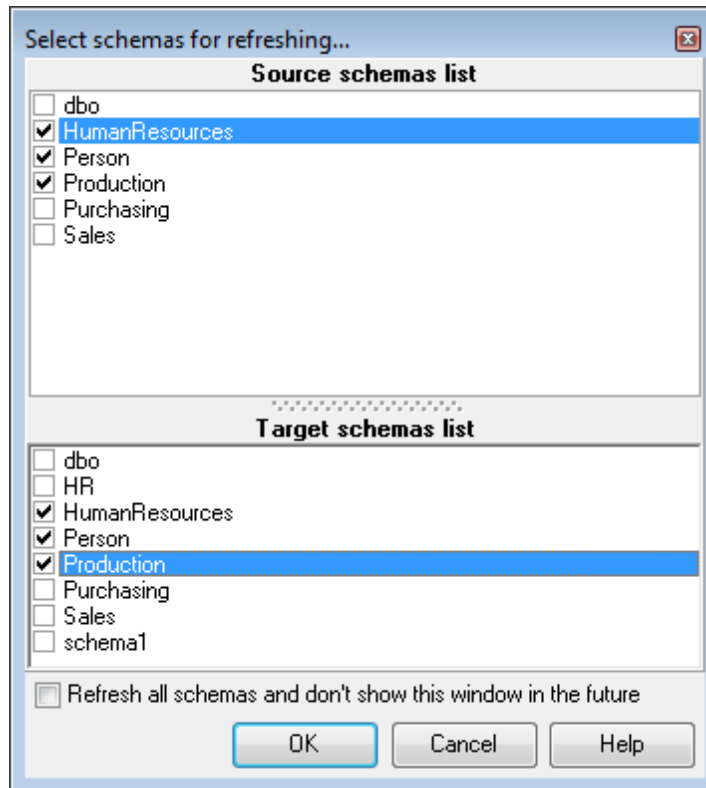 Select schemas for refreshing...
Source schemas list
dbo
HumanResources
Person
Production
Purchasing
Sales
Target schemas list
dbo
HR
HumanResources
Person
Production
Purchasing
Sales
schema1
Refresh all schemas and don't show this window in the future
OK Cancel Help